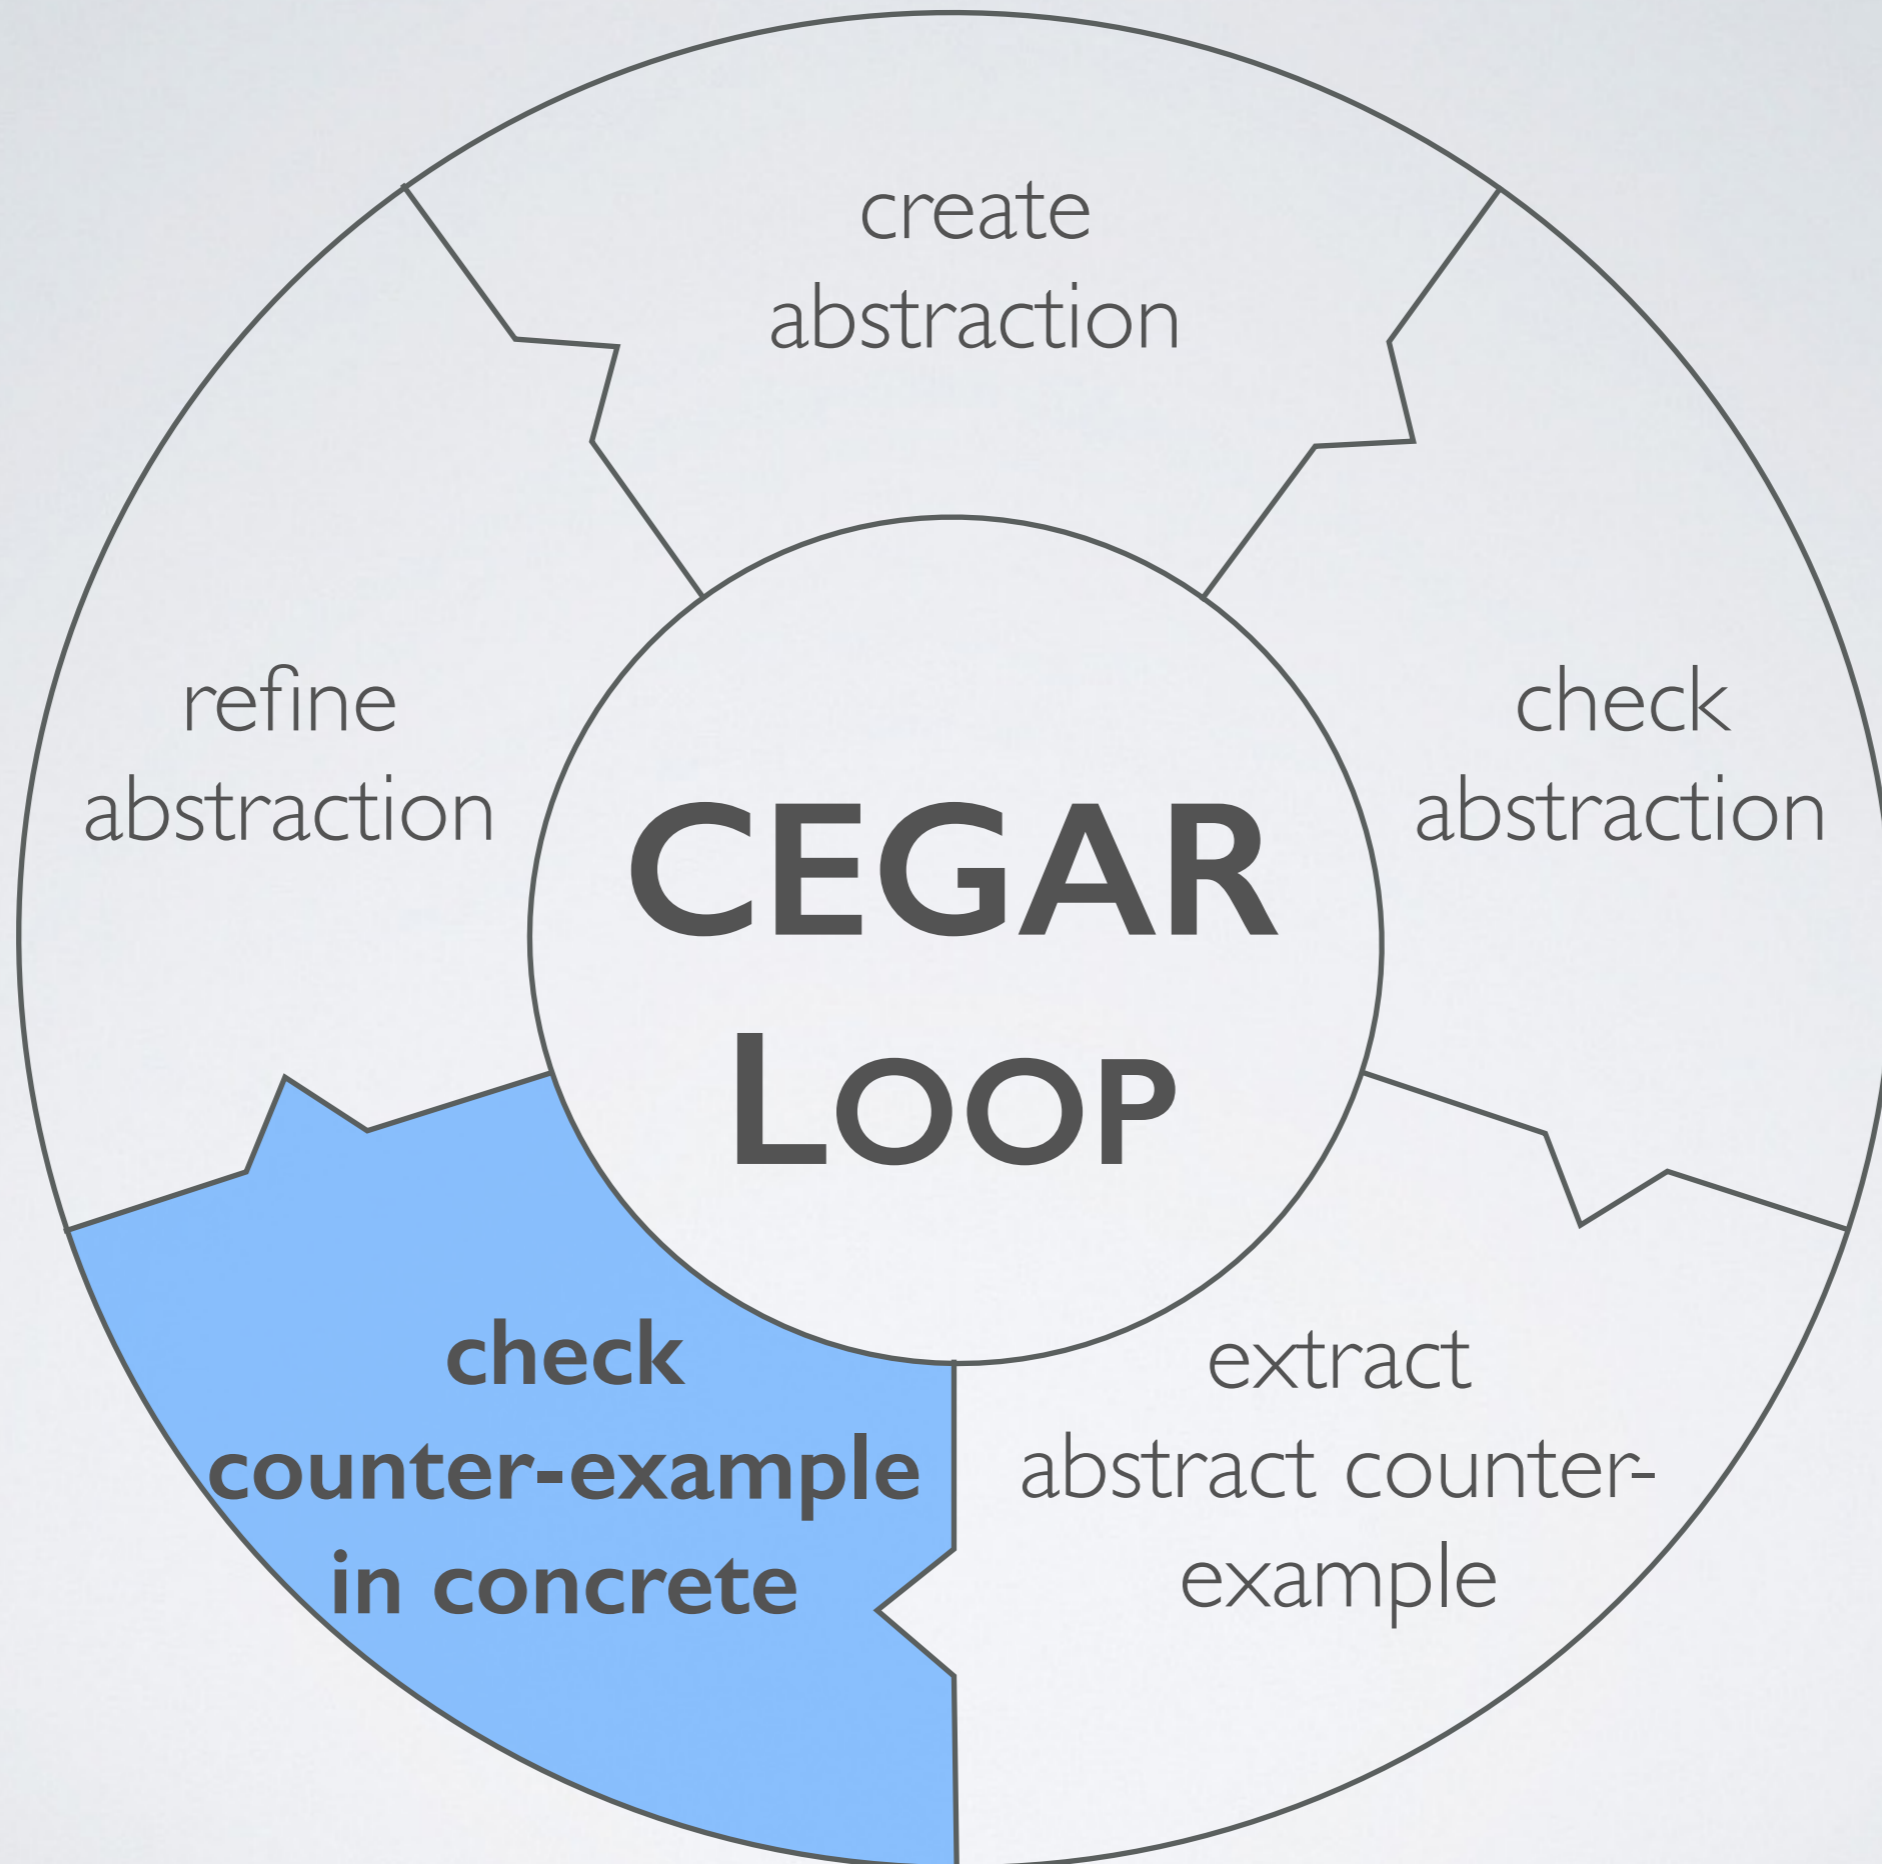 create
abstraction
check
abstraction
extract
abstract counter-
example
check
counter-example
in concrete
refine
abstraction
CEGAR
LOOP